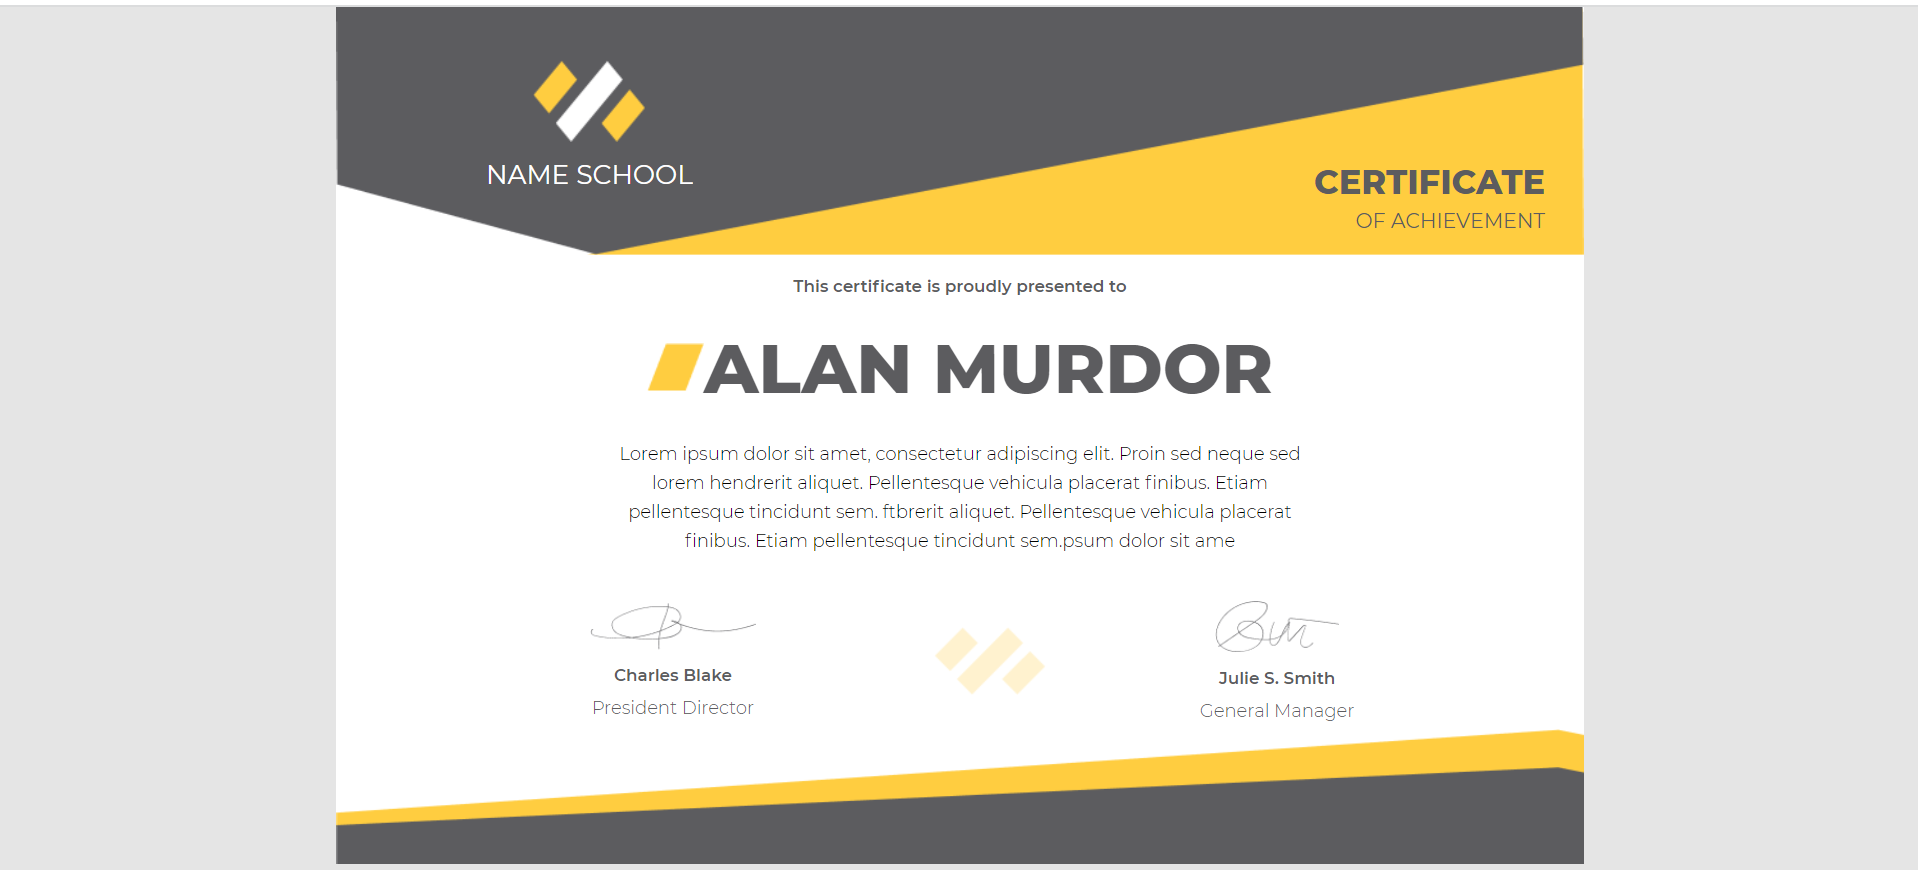 NAME SCHOOL
CERTIFICATE
OF ACHIEVEMENT
This certificate is proudly presented to
ALAN MURDOR
Lorem ipsum dolor sit amet, consectetur adipiscing elit. Proin sed neque sed
lorem hendrerit aliquet. Pellentesque vehicula placerat finibus. Etiam
pellentesque tincidunt sem. ftbrerit aliquet. Pellentesque vehicula placerat
finibus. Etiam pellentesque tincidunt sem.psum dolor sit ame
Charles Blake
President Director
Julie S. Smith
General Manager